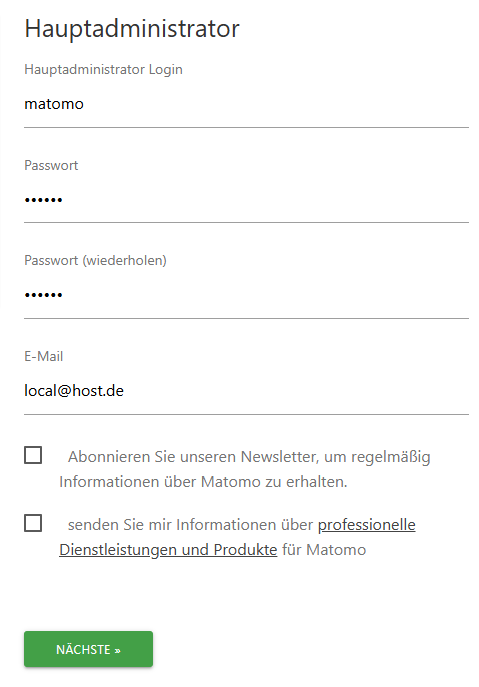 Hauptadministrator
Hauptadministrator Login
matomo
Passwort
••••••
Passwort (wiederholen)
••••••
E-Mail
local@host.de
Abonnieren Sie unseren Newsletter, um regelmäßig
Informationen über Matomo zu erhalten.
senden Sie mir Informationen über professionelle
Dienstleistungen und Produkte für Matomo
NÄCHSTE »